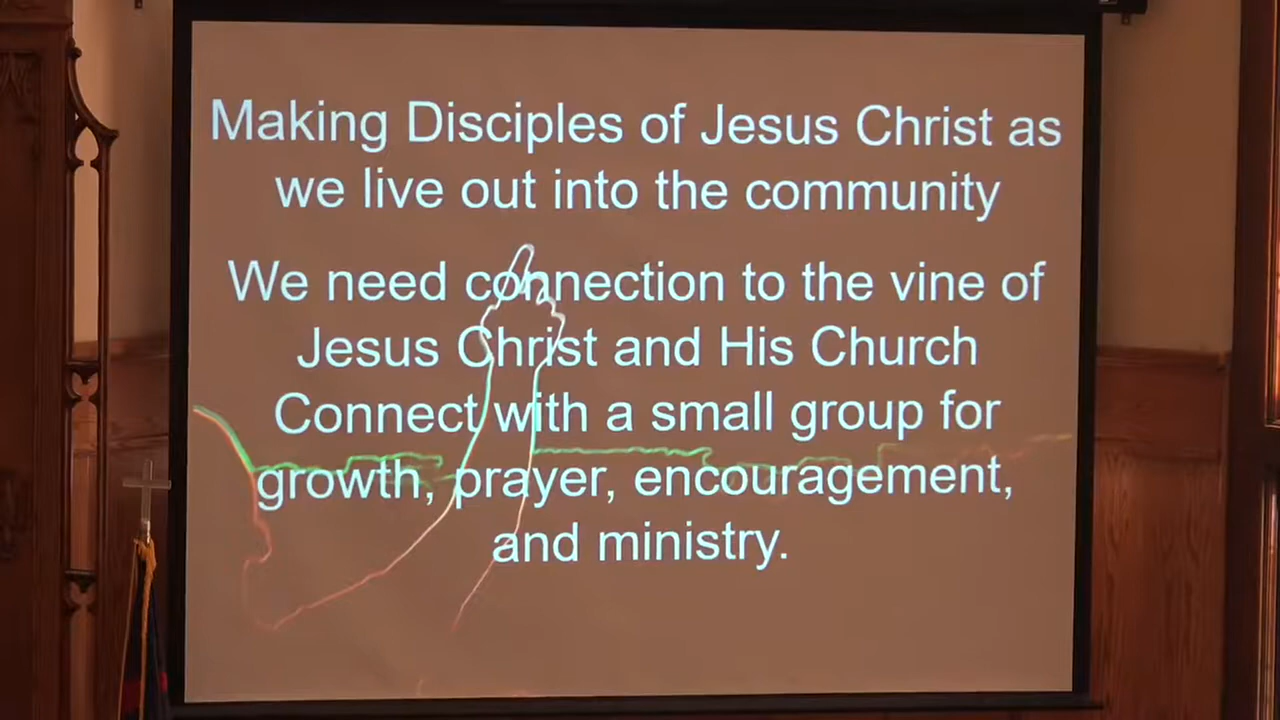 Making Disciples of Jesus Christ as
we live out into the community
We need connection to the vine of
Jesus Christ and His Church
Connect with a small group for
growth, prayer, encouragement,
and ministry.